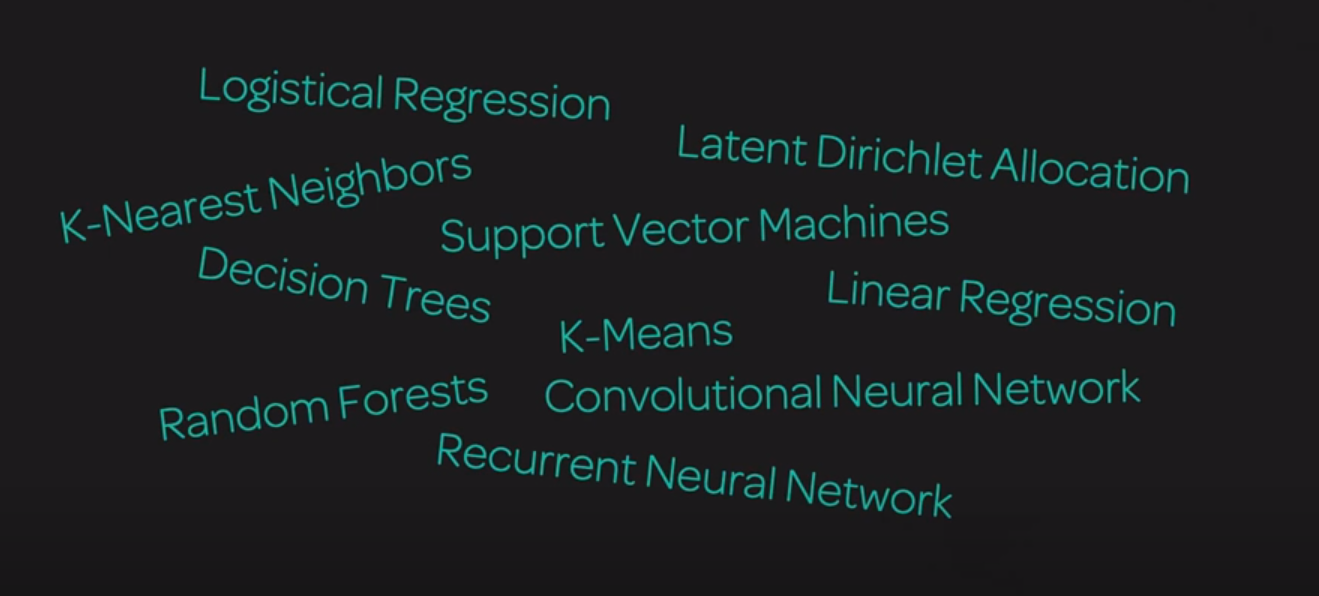 Logistical Regression
Latent Dirichlet Allocation
K-Nearest Neighbors
Support Vector Machines
Decision Trees
Linear Regression
K-Means
Random Forests
Convolutional Neural Network
Recurrent Neural Network